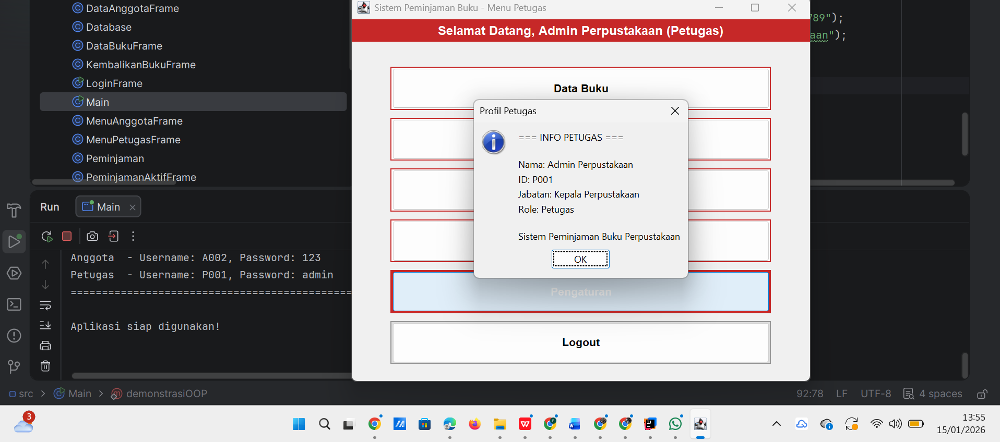 DataAnggotaFrame
Database
DataBukuFrame
KembalikanBukuFrame
LoginFrame
Main
MenuAnggotaFrame
MenuPetugasFrame
Peminjaman
PeminjamanAktifFrame
Sistem Peminjaman Buku - Menu Petugas
Selamat Datang, Admin Perpustakaan (Petugas)
789");
aan");
Data Buku
Profil Petugas
=== INFO PETUGAS ===
Nama: Admin Perpustakaan
ID: P001
Jabatan: Kepala Perpustakaan
Role: Petugas
Sistem Peminjaman Buku Perpustakaan
OK
Pengaturan
Logout
Run
Main
Anggota  - Username: A002, Password: 123
Petugas  - Username: P001, Password: admin
=============================================
Aplikasi siap digunakan!
src > Main > demonstrasiOOP
92:78 LF UTF-8 4 spaces
3
13:55
15/01/2026